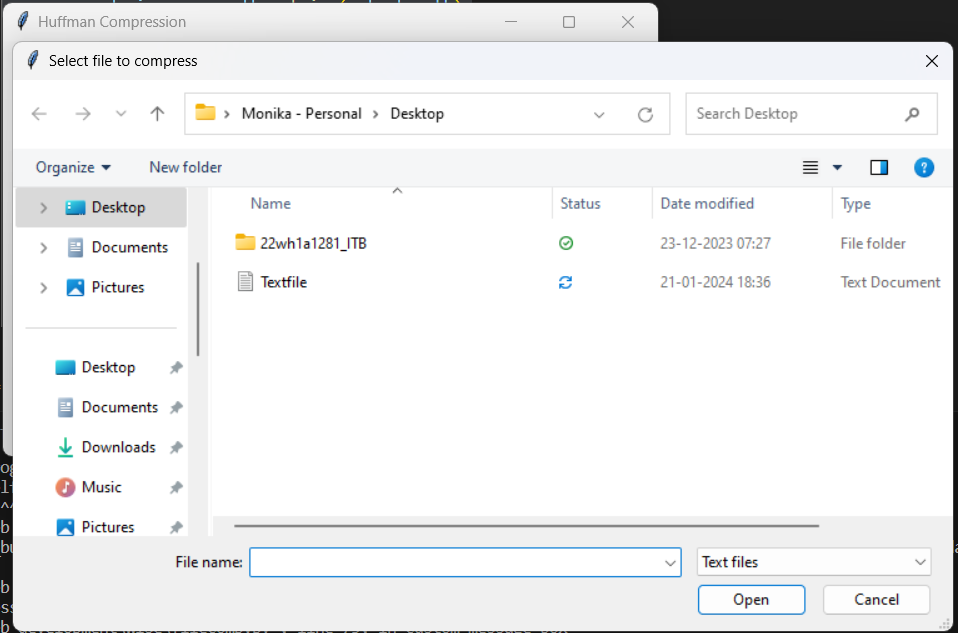 Huffman Compression
Select file to compress
Monika - Personal Desktop
Search Desktop
Organize New folder
Name Status Date modified Type
Desktop
Documents
Pictures
22wh1a1281_ITB 23-12-2023 07:27 File folder
Textfile 21-01-2024 18:36 Text Document
Desktop
Documents
Downloads
Music
Pictures
File name: Text files
Open Cancel